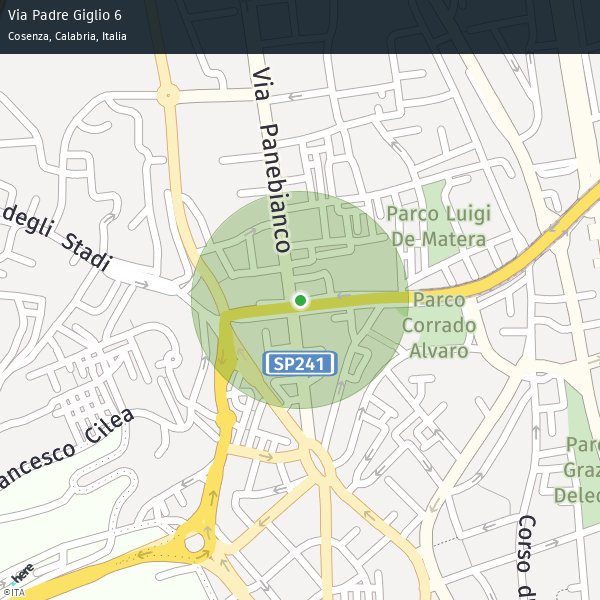 Via Padre Giglio 6
Cosenza, Calabria, Italia
Via Panebianco
degli Stadi
Parco Luigi
De Matera
Parco
Corrado
Alvaro
SP241
ancesco Cilea
Parc
Graz
Deled
Corso d
here
©ITA